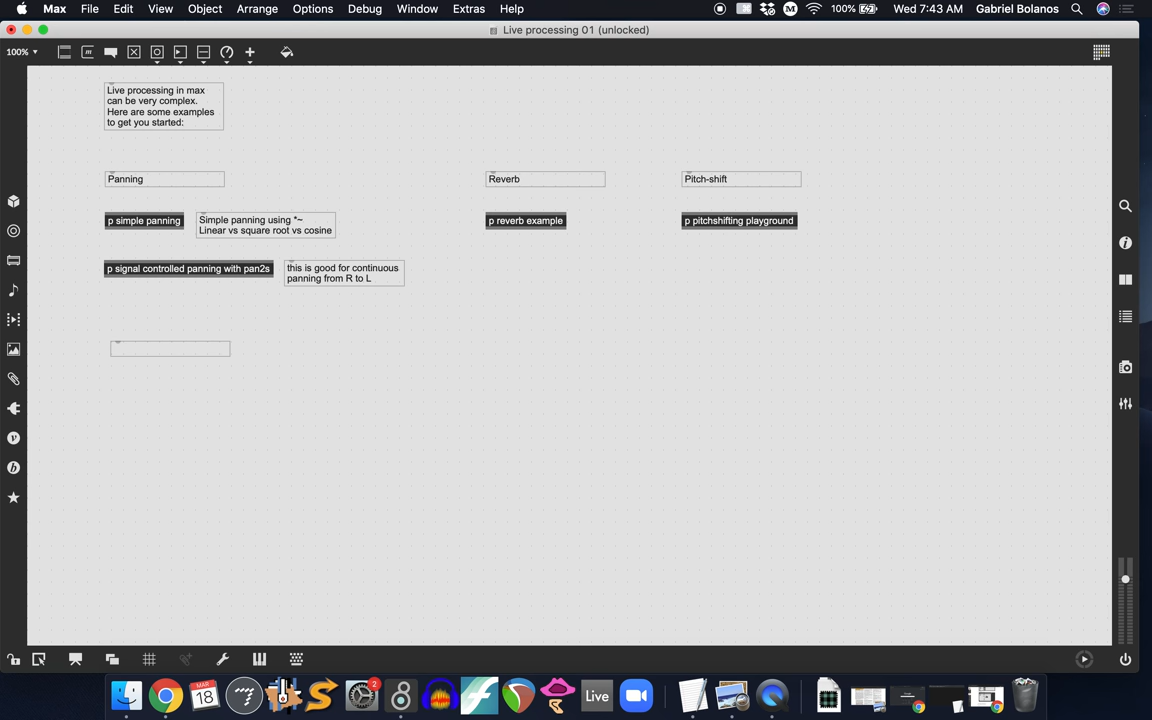 Max File Edit View Object Arrange Options Debug Window Extras Help
100%
Wed 7:43 AM Gabriel Bolanos
Live processing 01 (unlocked)
100%
Live processing in max
can be very complex.
Here are some examples
to get you started:
Panning
Reverb
Pitch-shift
p simple panning
Simple panning using *~
Linear vs square root vs cosine
p reverb example
p pitchshifting playground
p signal controlled panning with pan2s
this is good for continuous
panning from R to L
MAR
18
2
Live